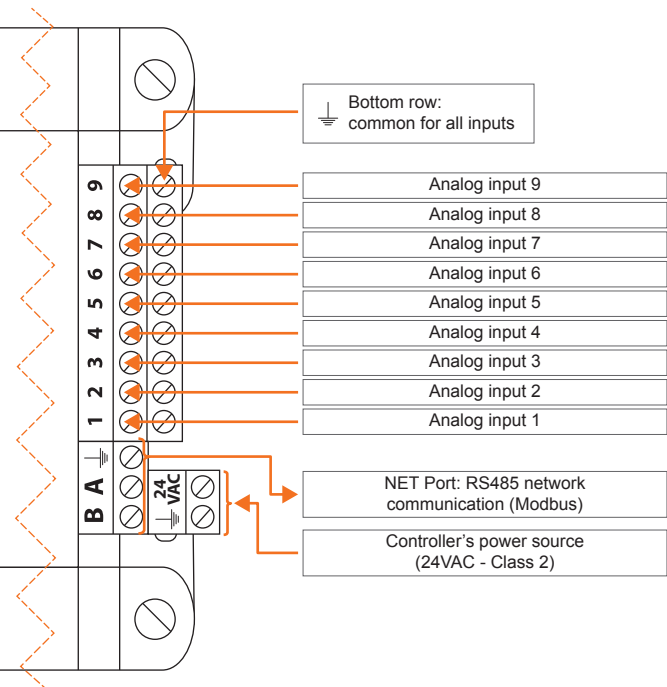 Bottom row:
common for all inputs
9
Analog input 9
8
Analog input 8
7
Analog input 7
6
Analog input 6
5
Analog input 5
4
Analog input 4
3
Analog input 3
2
Analog input 2
1
Analog input 1
B A
24
VAC
NET Port: RS485 network
communication (Modbus)
Controller's power source
(24VAC - Class 2)